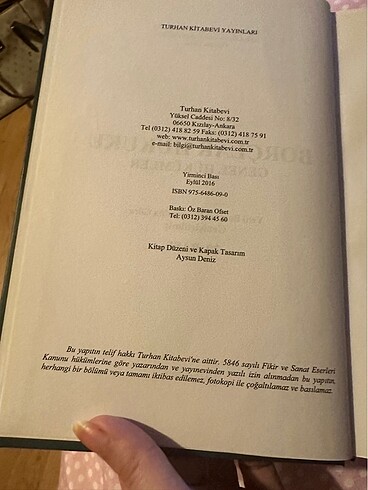 TURHAN KİTABEVİ YAYINLARI
Turhan Kitabevi
Yüksel Caddesi No: 8/32
06650 Kızılay-Ankara
Tel (0312) 418 82 59 Faks: (0312) 418 75 91
web: www.turhankitabevi.com.tr
e-mail: bilgi@turhankitabevi.com.tr
Yirminci Bası
Eylül 2016
ISBN 975-6486-09-0
Baskı: Öz Baran Ofset
Tel: (0312) 394 45 60
Kitap Düzeni ve Kapak Tasarım
Aysun Deniz
Bu yapıtın telif hakkı Turhan Kitabevi'ne aittir. 5846 sayılı Fikir ve Sanat Eserleri
Kanunu hükümlerine göre yazarından ve yayınevinden yazılı izin alınmadan bu yapıtın,
herhangi bir bölümü veya tamamı iktibas edilemez, fotokopi ile çoğaltılamaz ve basılamaz.